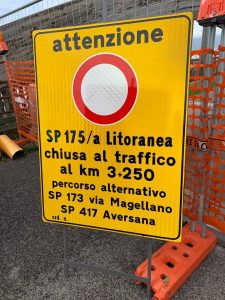 attenzione
SP 175/a Litoranea
chiusa al traffico
al km 3+250
percorso alternativo
SP 173 via Magellano
SP 417 Aversana
ord. n.